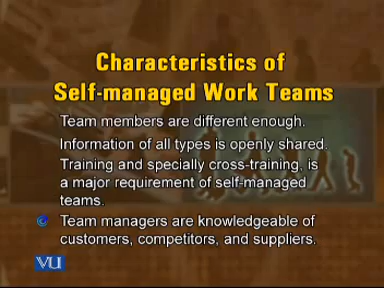 Characteristics of
Self-managed Work Teams
Team members are different enough.
Information of all types is openly shared.
Training and specially cross-training, is
a major requirement of self-managed
teams.
Team managers are knowledgeable of
customers, competitors, and suppliers.
VU